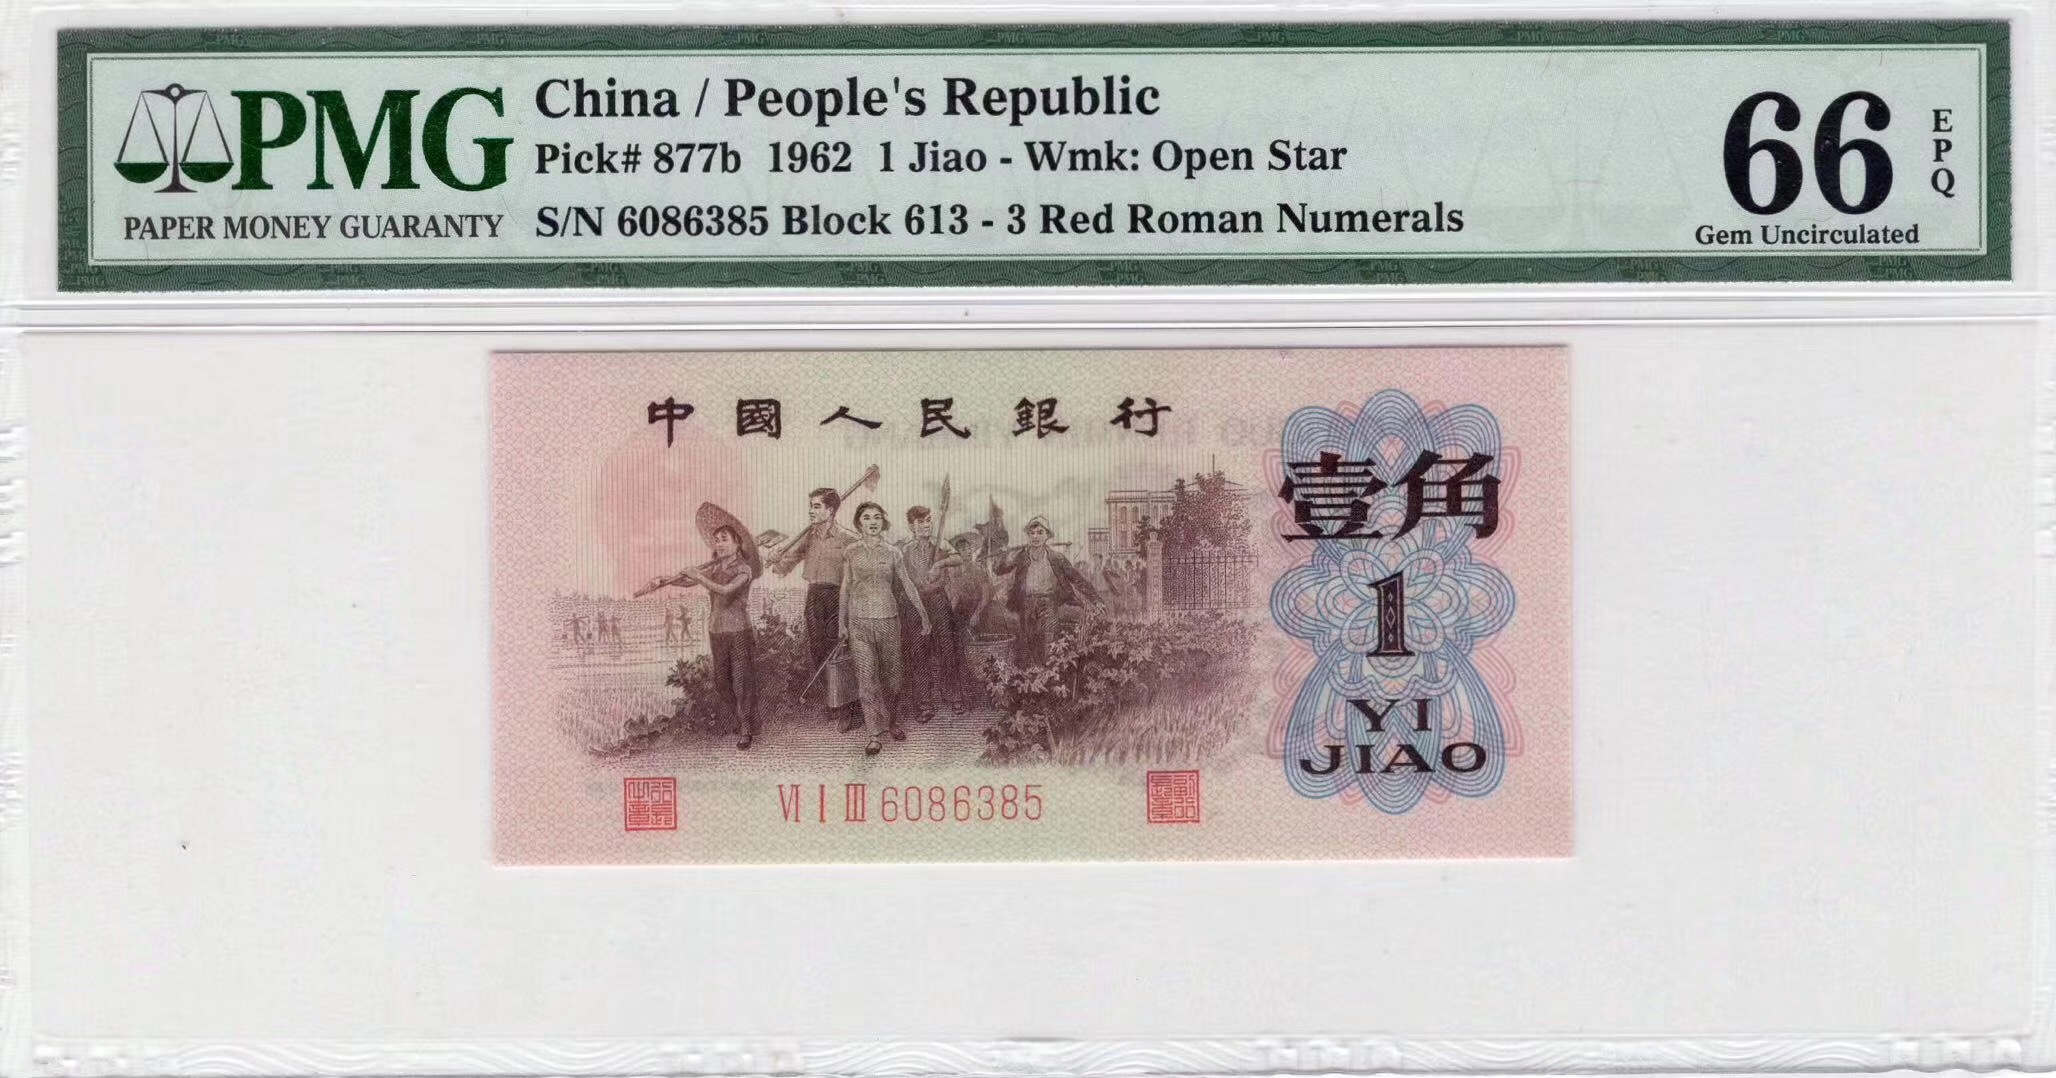 PMG
PAPER MONEY GUARANTY
China / People's Republic
Pick# 877b 1962 1 Jiao - Wmk: Open Star
S/N 6086385 Block 613 - 3 Red Roman Numerals
66
EPQ
Gem Uncirculated
中國人民銀行
壹角
1
YI
JIAO
VI I III 6086385